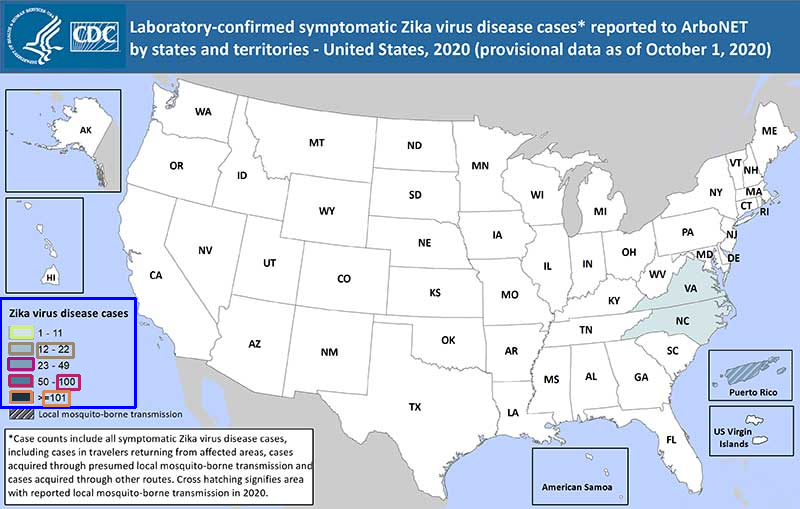 Laboratory-confirmed symptomatic Zika virus disease cases* reported to ArboNET
by states and territories - United States, 2020 (provisional data as of October 1, 2020)
CDC
AK
WA
MT
ND
MN
ME
VT
NH
OR
ID
SD
WI
MI
NY
MA
CT
RI
WY
IA
PA
NJ
NE
OH
MD
DE
HI
NV
UT
CO
IL
IN
WV
VA
CA
KS
MO
KY
NC
TN
AZ
NM
OK
AR
SC
MS
AL
GA
TX
LA
FL
Puerto Rico
US Virgin
Islands
American Samoa
Zika virus disease cases
1 - 11
12 - 22
23 - 49
50 - 100
>=101
Local mosquito-borne transmission
*Case counts include all symptomatic Zika virus disease cases,
including cases in travelers returning from affected areas, cases
acquired through presumed local mosquito-borne transmission and
cases acquired through other routes. Cross hatching signifies area
with reported local mosquito-borne transmission in 2020.